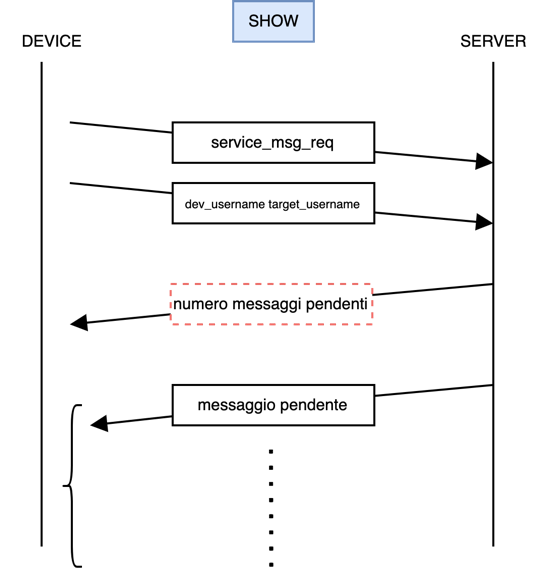 SHOW
DEVICE
SERVER
service_msg_req
dev_username target_username
numero messaggi pendenti
messaggio pendente